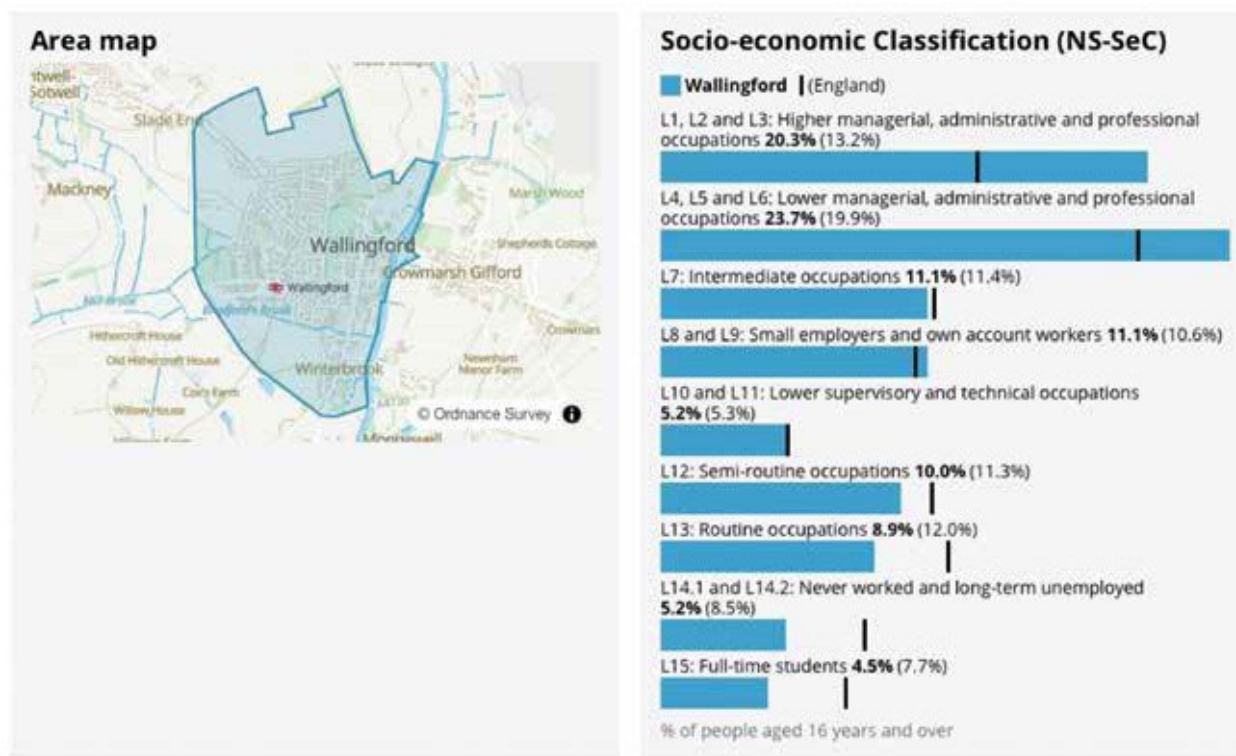 Area map
Sotwell
Slade End
Mackney
Marsh Wood
Wallingford
Shepherds Cottage
Crowmarsh Gifford
Wallingford
Bradford's Brook
Hithercroft House
Old Hithercroft House
Winterbrook
Newnham
Manor Farm
Cox's Farm
Willow House
© Ordnance Survey
Socio-economic Classification (NS-SeC)
Wallingford (England)
L1, L2 and L3: Higher managerial, administrative and professional
occupations 20.3% (13.2%)
L4, L5 and L6: Lower managerial, administrative and professional
occupations 23.7% (19.9%)
L7: Intermediate occupations 11.1% (11.4%)
L8 and L9: Small employers and own account workers 11.1% (10.6%)
L10 and L11: Lower supervisory and technical occupations
5.2% (5.3%)
L12: Semi-routine occupations 10.0% (11.3%)
L13: Routine occupations 8.9% (12.0%)
L14.1 and L14.2: Never worked and long-term unemployed
5.2% (8.5%)
L15: Full-time students 4.5% (7.7%)
% of people aged 16 years and over